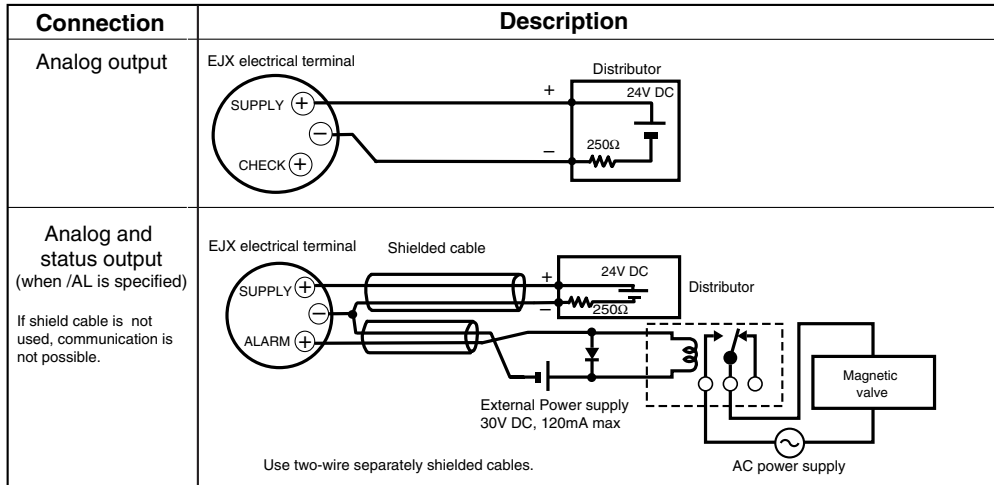 Connection
Description
Analog output
EJX electrical terminal
SUPPLY +
−
CHECK +
+
−
Distributor
24V DC
250Ω
Analog and
status output
(when /AL is specified)
If shield cable is not
used, communication is
not possible.
EJX electrical terminal
Shielded cable
SUPPLY +
−
ALARM +
+
−
24V DC
250Ω
Distributor
External Power supply
30V DC, 120mA max
Magnetic
valve
AC power supply
Use two-wire separately shielded cables.